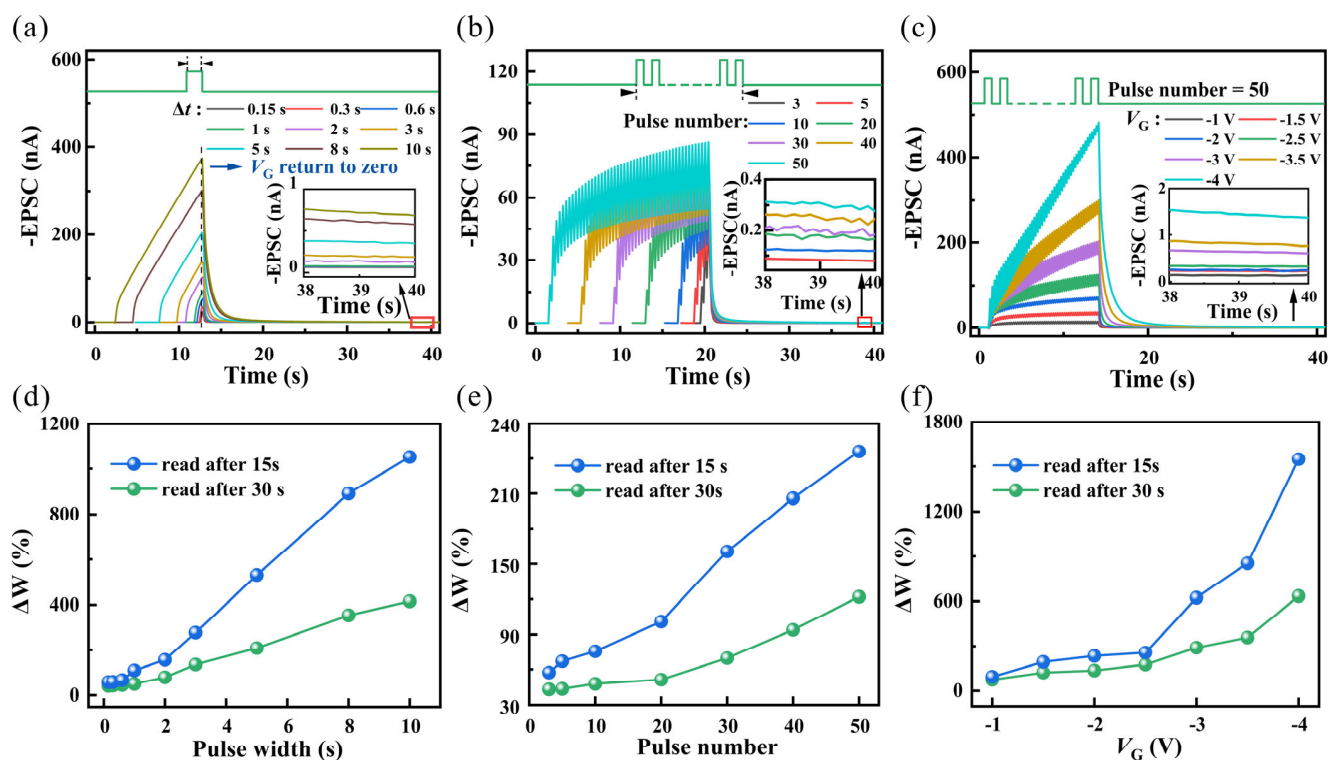 (a)
600
400
200
0
-EPSC (nA)
Δt :
0.15 s
0.3 s
0.6 s
1 s
2 s
3 s
5 s
8 s
10 s
V_G return to zero
1
0
-EPSC (nA)
38
39
40
Time (s)
0
10
20
30
40
Time (s)
(b)
120
90
60
30
0
-EPSC (nA)
Pulse number:
3
5
10
20
30
40
50
0.4
0.2
-EPSC(nA)
38
39
40
Time (s)
0
10
20
30
40
Time (s)
(c)
600
400
200
0
-EPSC (nA)
Pulse number = 50
V_G :
-1 V
-1.5 V
-2 V
-2.5 V
-3 V
-3.5 V
-4 V
2
1
0
-EPSC (nA)
38
39
40
Time (s)
0
10
20
30
40
Time (s)
(d)
1200
800
400
0
ΔW (%)
read after 15s
read after 30 s
0
2
4
6
8
10
Pulse width (s)
(e)
240
210
150
90
30
ΔW (%)
read after 15 s
read after 30s
0
10
20
30
40
50
Pulse number
(f)
1800
1200
600
0
ΔW (%)
read after 15s
read after 30 s
-1
-2
-3
-4
V_G (V)